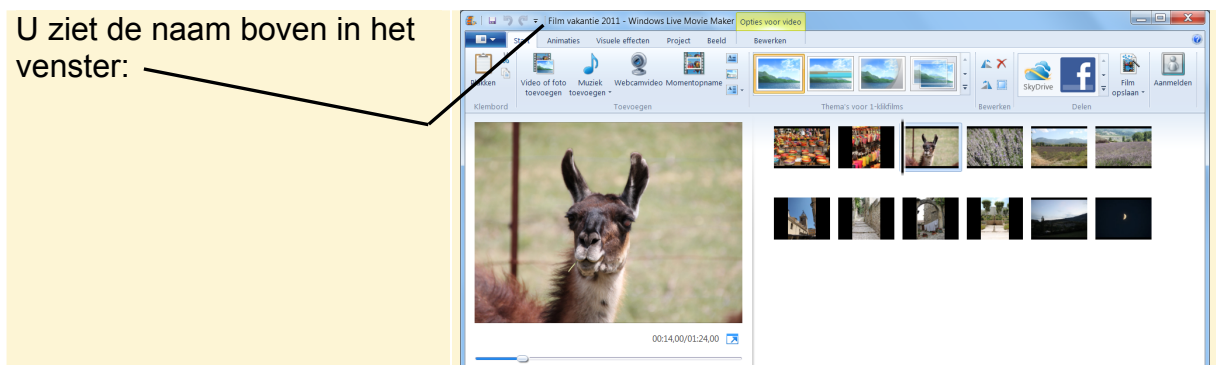 U ziet de naam boven in het
venster:
Film vakantie 2011 - Windows Live Movie Maker
Opties voor video
Start Animaties Visuele effecten Project Beeld Bewerken
Plakken
Video of foto toevoegen
Muziek toevoegen
Webcamvideo
Momentopname
SkyDrive
f
Film opslaan
Aanmelden
Klembord Toevoegen Thema's voor 1-klikfilms Bewerken Delen
00:14,00/01:24,00